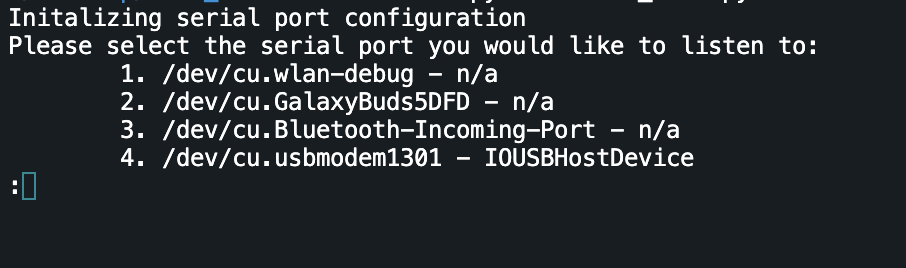 Initalizing serial port configuration
Please select the serial port you would like to listen to:
1. /dev/cu.wlan-debug - n/a
2. /dev/cu.GalaxyBuds5DFD - n/a
3. /dev/cu.Bluetooth-Incoming-Port - n/a
4. /dev/cu.usbmodem1301 - IOUSBHostDevice
: